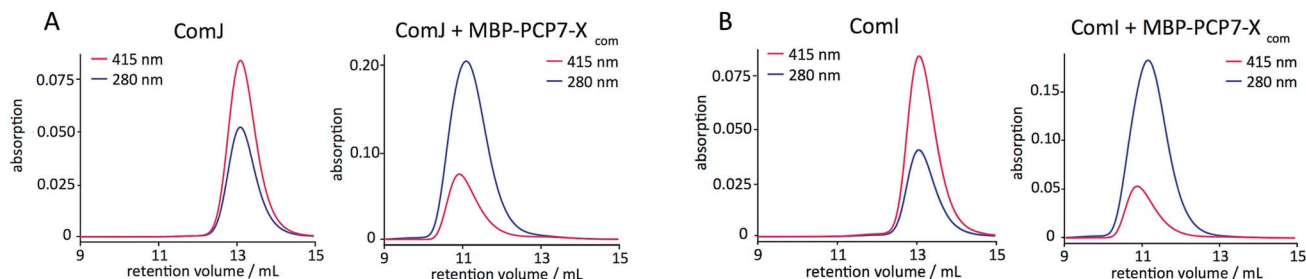 A
ComJ
415 nm
280 nm
0.075
0.050
0.025
0
absorption
9 11 13 15
retention volume / mL
ComJ + MBP-PCP7-X com
415 nm
280 nm
0.20
0.10
0.00
absorption
9 11 13 15
retention volume / mL
B
ComI
415 nm
280 nm
0.075
0.050
0.025
0
absorption
9 11 13 15
retention volume / mL
ComI + MBP-PCP7-X com
415 nm
280 nm
0.15
0.10
0.05
0.00
absorption
9 11 13 15
retention volume / mL